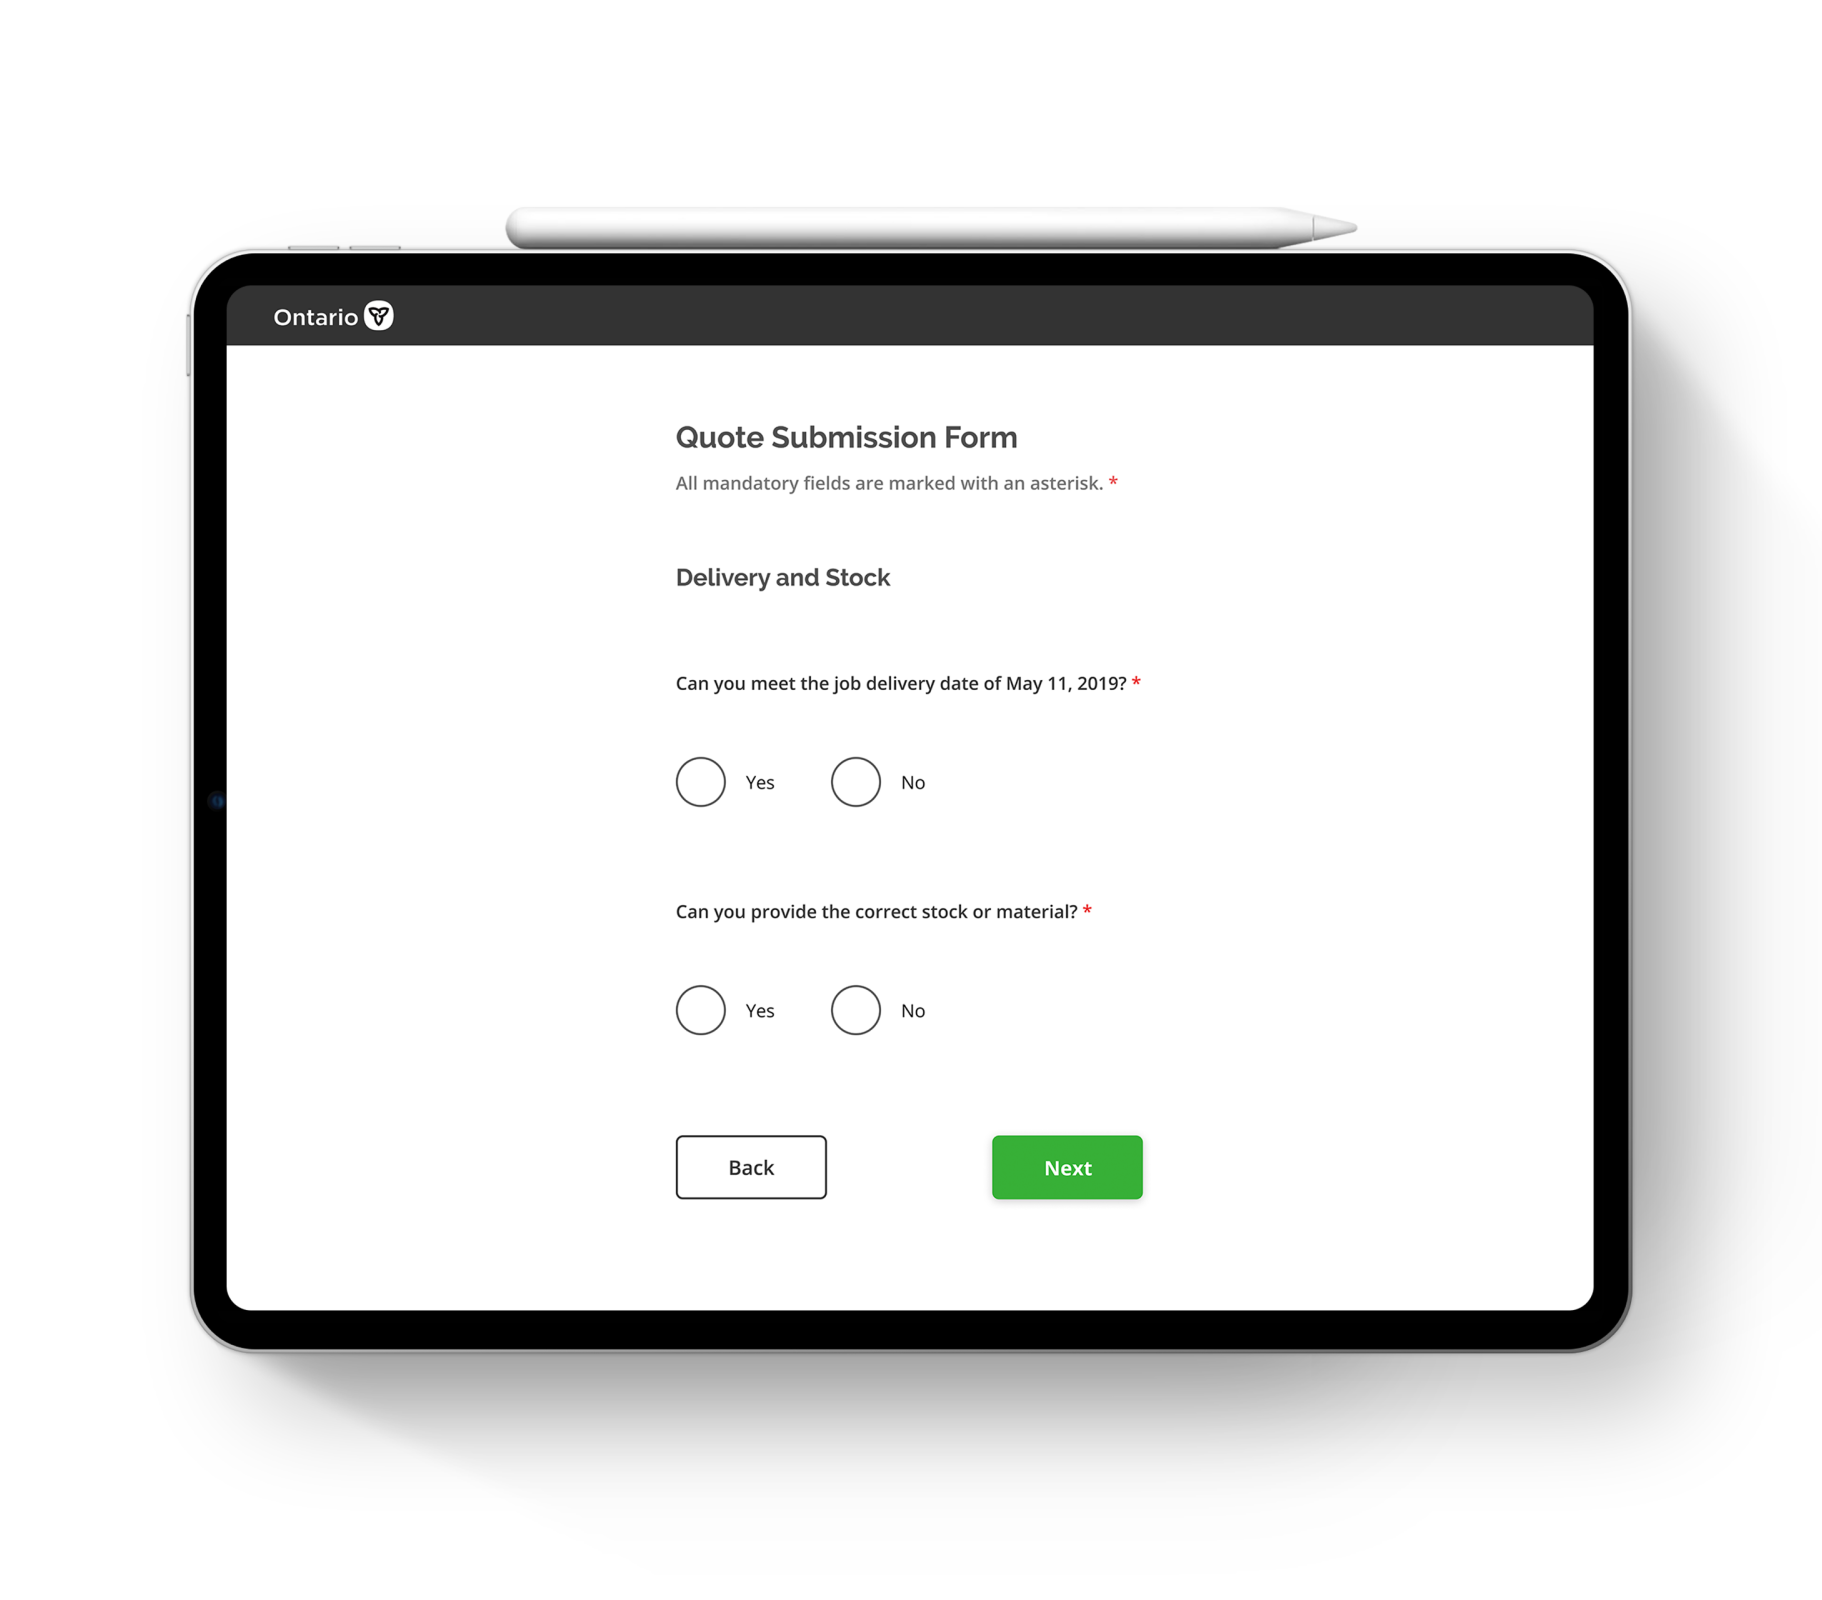 Ontario
Quote Submission Form
All mandatory fields are marked with an asterisk. *
Delivery and Stock
Can you meet the job delivery date of May 11, 2019? *
Yes No
Can you provide the correct stock or material? *
Yes No
Back Next